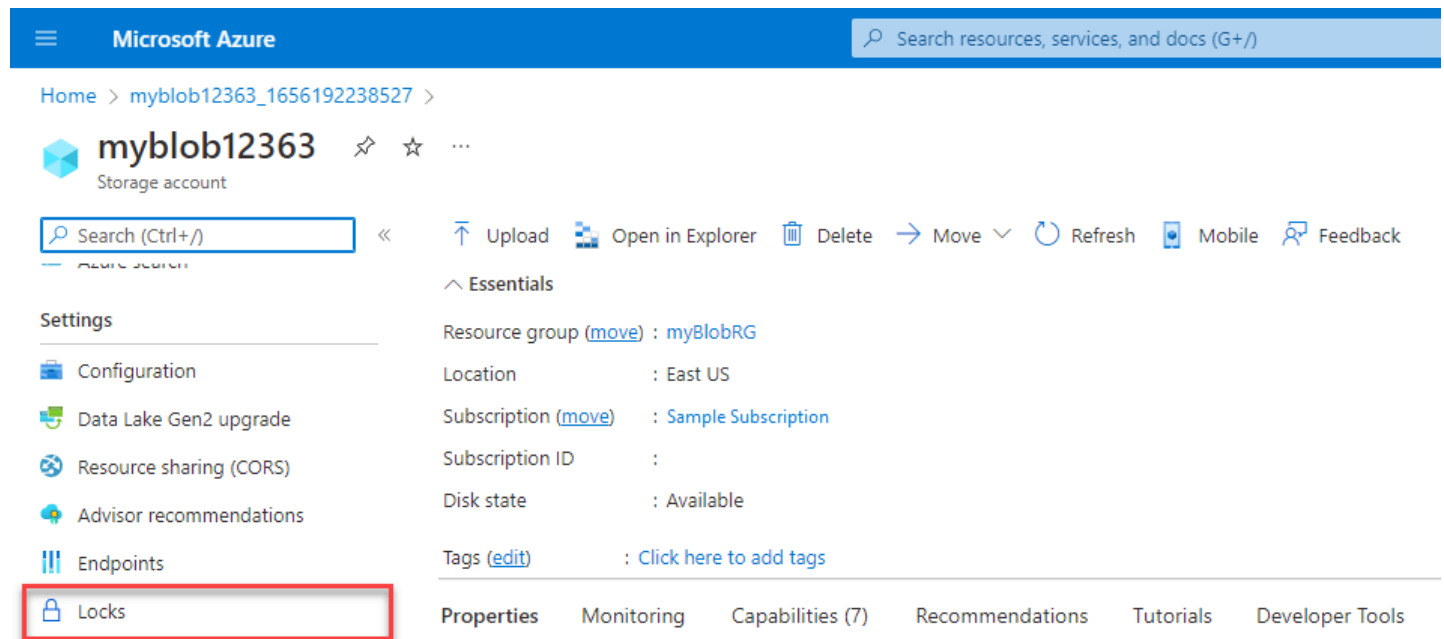 Microsoft Azure
Search resources, services, and docs (G+/)
Home > myblob12363_1656192238527 >
myblob12363 ...
Storage account
Search (Ctrl+/) «
Azure search
Settings
Configuration
Data Lake Gen2 upgrade
Resource sharing (CORS)
Advisor recommendations
Endpoints
Locks
Upload Open in Explorer Delete Move Refresh Mobile Feedback
Essentials
Resource group (move) : myBlobRG
Location : East US
Subscription (move) : Sample Subscription
Subscription ID :
Disk state : Available
Tags (edit) : Click here to add tags
Properties Monitoring Capabilities (7) Recommendations Tutorials Developer Tools